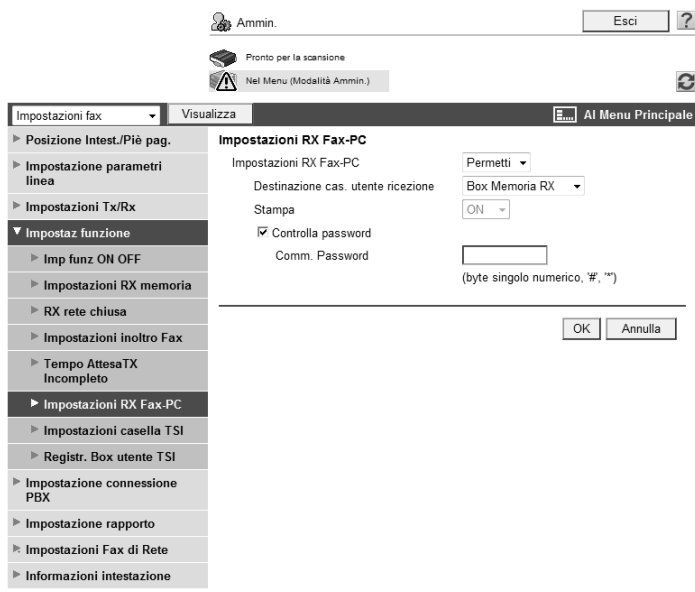 Ammin.
Esci
?
Pronto per la scansione
Nel Menu (Modalità Ammin.)
Impostazioni fax
Visualizza
Al Menu Principale
Posizione Intest./Piè pag.
Impostazione parametri
linea
Impostazioni Tx/Rx
Impostaz funzione
Imp funz ON OFF
Impostazioni RX memoria
RX rete chiusa
Impostazioni inoltro Fax
Tempo AttesaTX
Incompleto
Impostazioni RX Fax-PC
Impostazioni casella TSI
Registr. Box utente TSI
Impostazione connessione
PBX
Impostazione rapporto
Impostazioni Fax di Rete
Informazioni intestazione
Impostazioni RX Fax-PC
Impostazioni RX Fax-PC Permetti
Destinazione cas. utente ricezione Box Memoria RX
Stampa ON
Controlla password
Comm. Password
(byte singolo numerico, '#', '*')
OK Annulla